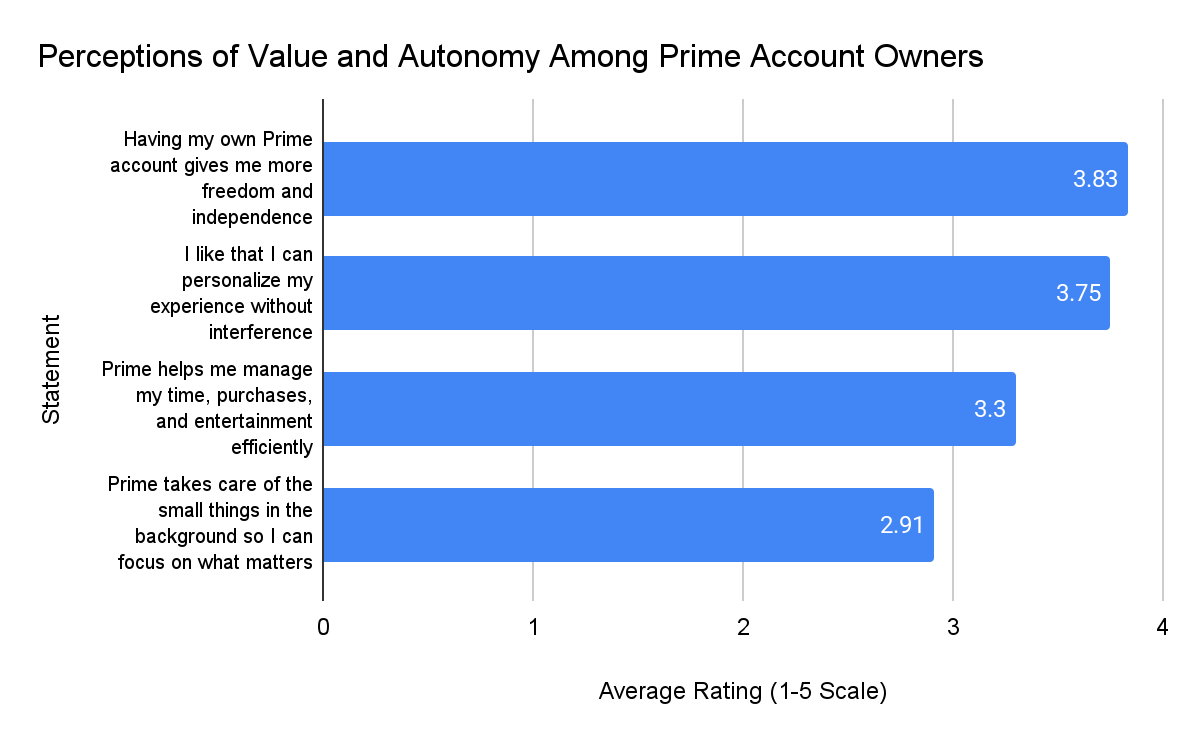 Perceptions of Value and Autonomy Among Prime Account Owners
Having my own Prime
account gives me more
freedom and
independence
3.83
I like that I can
personalize my
experience without
interference
3.75
Prime helps me manage
my time, purchases,
and entertainment
efficiently
3.3
Prime takes care of the
small things in the
background so I can
focus on what matters
2.91
Statement
0 1 2 3 4
Average Rating (1-5 Scale)